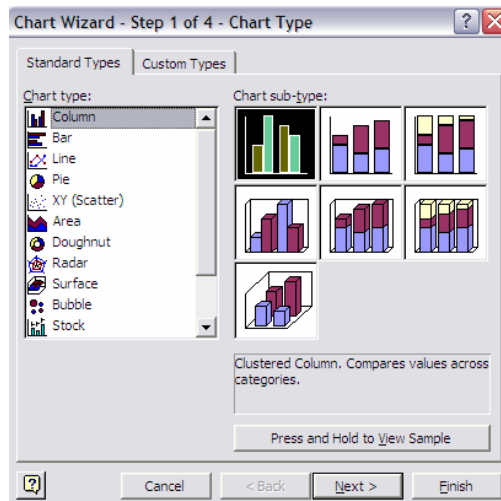 Chart Wizard - Step 1 of 4 - Chart Type
Standard Types
Custom Types
Chart type:
Chart sub-type:
Column
Bar
Line
Pie
XY (Scatter)
Area
Doughnut
Radar
Surface
Bubble
Stock
Clustered Column. Compares values across
categories.
Press and Hold to View Sample
Cancel
< Back
Next >
Finish